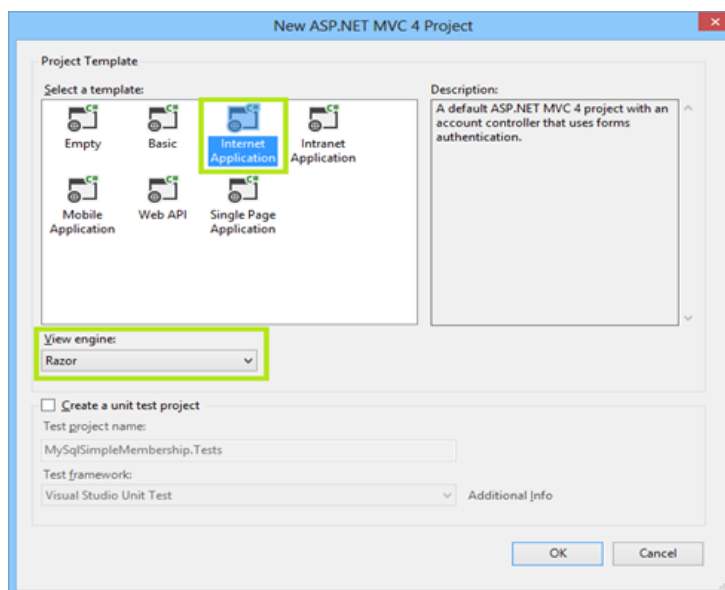 New ASP.NET MVC 4 Project
Project Template
Select a template:
Description:
C#
C#
C#
C#
Empty
Basic
Internet
Application
Intranet
Application
A default ASP.NET MVC 4 project with an
account controller that uses forms
authentication.
C#
C#
C#
Mobile
Application
Web API
Single Page
Application
View engine:
Razor
Create a unit test project
Test project name:
MySqlSimpleMembership.Tests
Test framework:
Visual Studio Unit Test
Additional Info
OK
Cancel